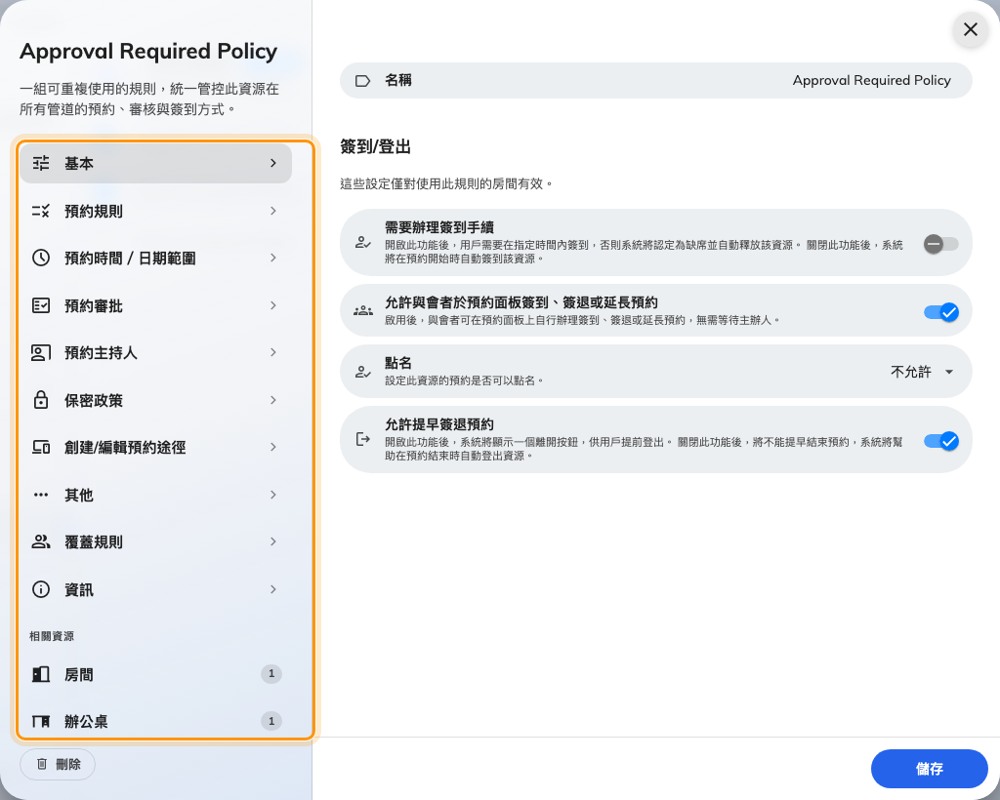 Approval Required Policy
一組可重複使用的規則，統一管控此資源在
所有管道的預約、審核與簽到方式。
基本
預約規則
預約時間 / 日期範圍
預約審批
預約主持人
保密政策
創建/編輯預約途徑
其他
覆蓋規則
資訊
相關資源
房間 1
辦公桌 1
刪除
名稱 Approval Required Policy
簽到/登出
這些設定僅對使用此規則的房間有效。
需要辦理簽到手續
開啟此功能後，用戶需要在指定時間內簽到，否則系統將認定為缺席並自動釋放該資源。 關閉此功能後，系統
將在預約開始時自動簽到該資源。
允許與會者於預約面板簽到、簽退或延長預約
啟用後，與會者可在預約面板上自行辦理簽到、簽退或延長預約，無需等待主辦人。
點名
設定此資源的預約是否可以點名。
不允許
允許提早簽退預約
開啟此功能後，系統將顯示一個離開按鈕，供用戶提前登出。 關閉此功能後，將不能提早結束預約，系統將幫
助在預約結束時自動登出資源。
儲存